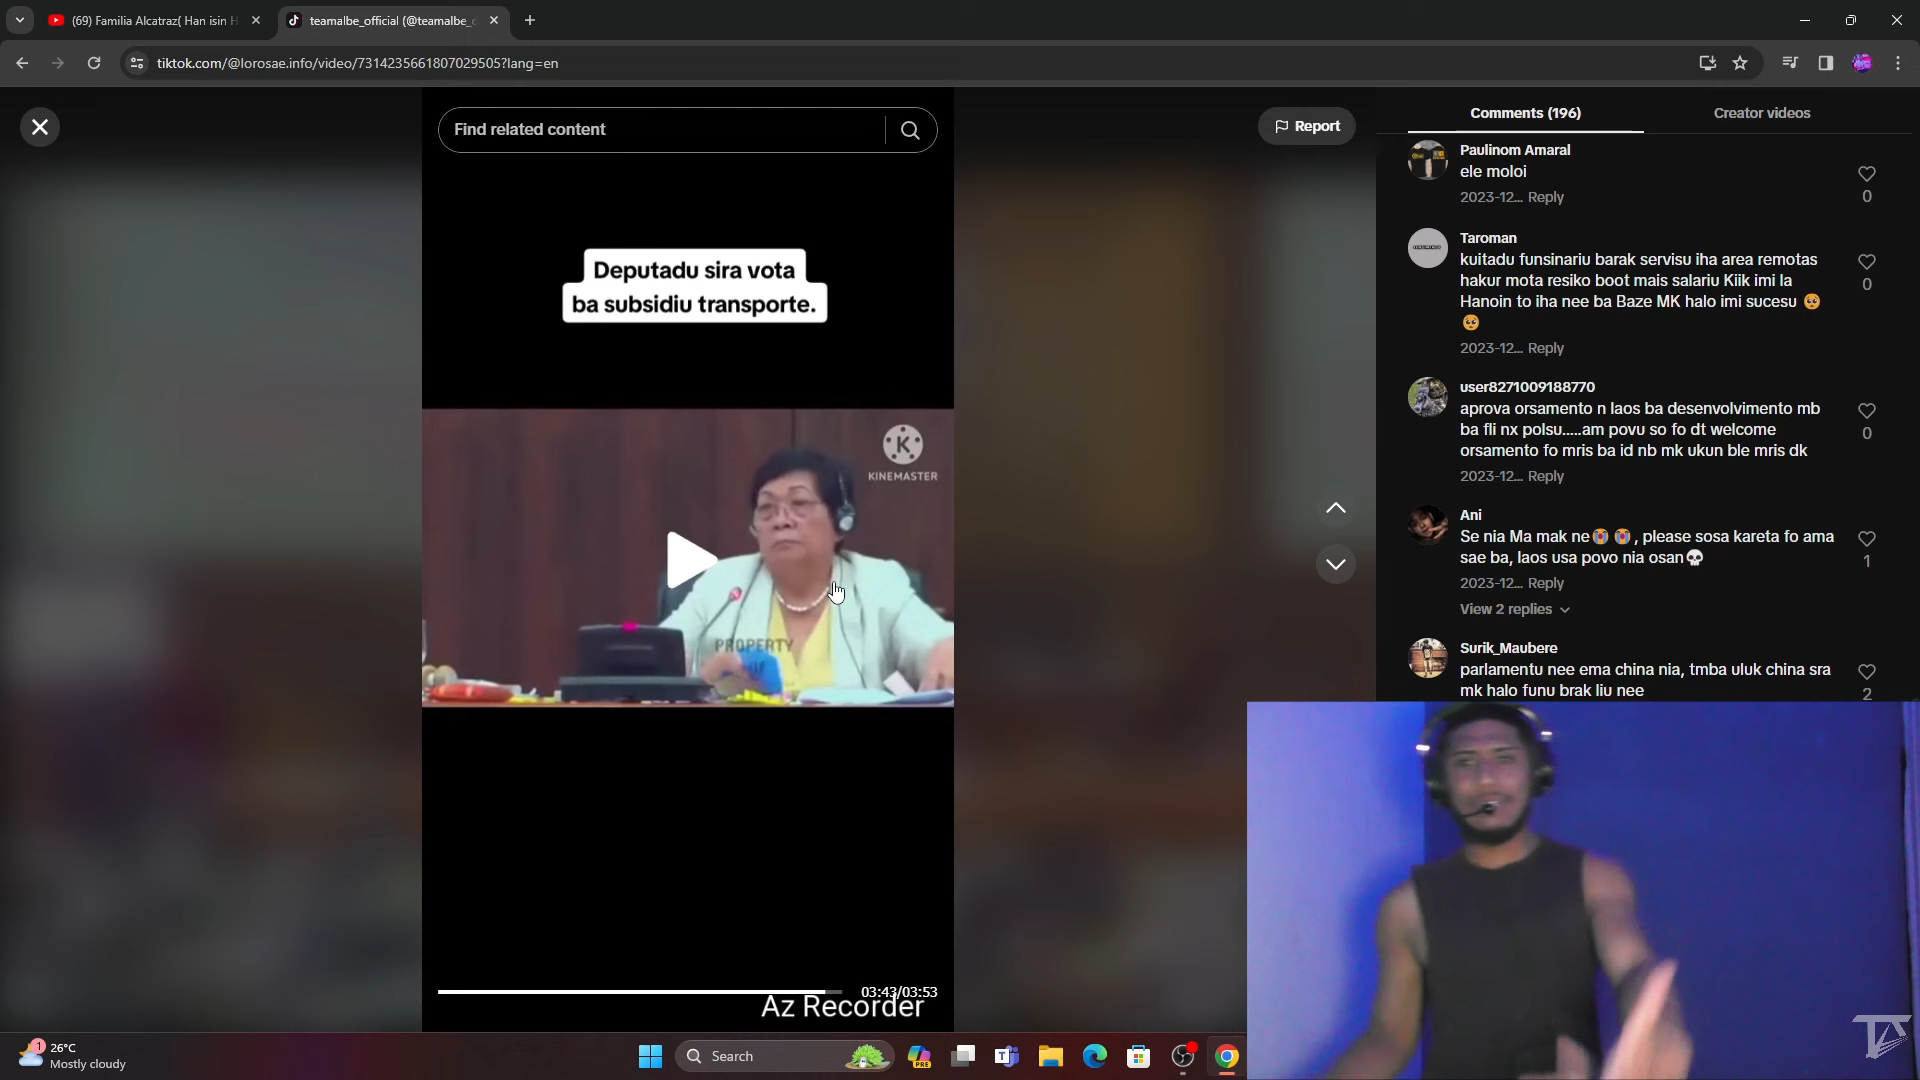 (69) Familia Alcatraz( Han isin H
teamalbe_official (@teamalbe_c
tiktok.com/@lorosae.info/video/7314235661807029505?lang=en
Find related content
Report
Comments (196)
Creator videos
Deputadu sira vota
ba subsidiu transporte.
K
KINEMASTER
PROPERTY
03:43/03:53
Az Recorder
Paulinom Amaral
ele moloi
2023-12... Reply
0
Taroman
kuitadu funsinariu barak servisu iha area remotas
hakur mota resiko boot mais salariu Kiik imi la
Hanoin to iha nee ba Baze MK halo imi sucesu 🥺
🥺
0
2023-12... Reply
user8271009188770
aprova orsamento n laos ba desenvolvimento mb
ba fli nx polsu.....am povu so fo dt welcome
orsamento fo mris ba id nb mk ukun ble mris dk
0
2023-12... Reply
Ani
Se nia Ma mak ne😭😭, please sosa kareta fo ama
sae ba, laos usa povo nia osan💀
1
2023-12... Reply
View 2 replies
Surik_Maubere
parlamentu nee ema china nia, tmba uluk china sra
mk halo funu brak liu nee
2
1
26°C
Mostly cloudy
Search
PRE